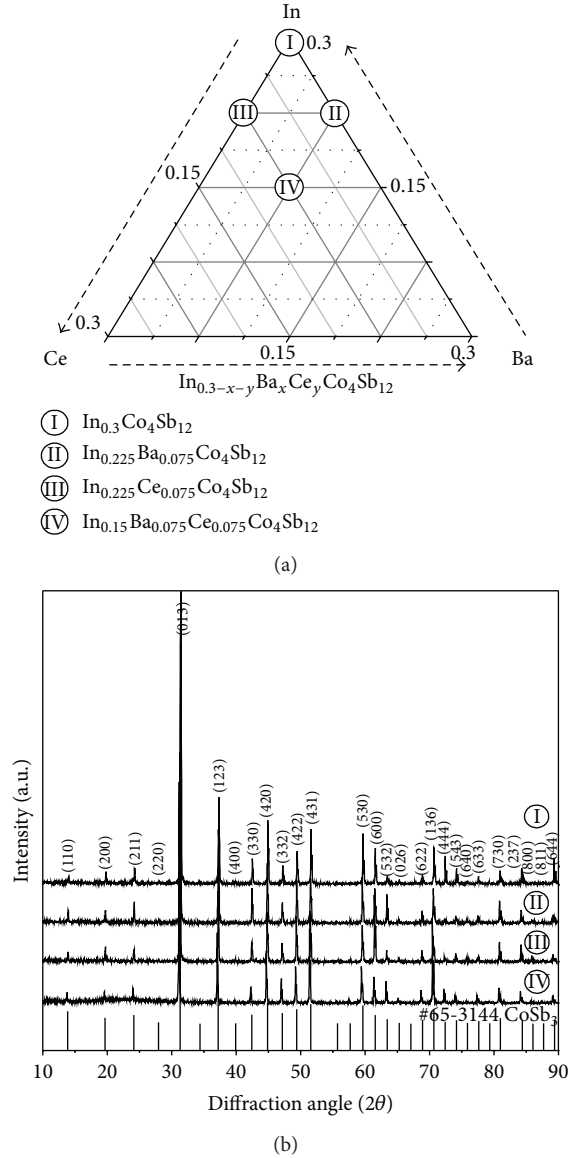 In
I 0.3
III II
0.15 IV 0.15
0.3
Ce 0.15 0.3 Ba
In₀.₃₋ₓ₋ᵧBaₓCeᵧCo₄Sb₁₂
I In₀.₃Co₄Sb₁₂
II In₀.₂₂₅Ba₀.₀₇₅Co₄Sb₁₂
III In₀.₂₂₅Ce₀.₀₇₅Co₄Sb₁₂
IV In₀.₁₅Ba₀.₀₇₅Ce₀.₀₇₅Co₄Sb₁₂
(a)
Intensity (a.u.)
(110) (200) (211) (220) (013) (123) (400) (330) (420) (332) (422) (431) (530) (600) (532) (026) (622) (136) (444) (543) (640) (633) (730) (237) (800) (811) (644)
I
II
III
IV
#65-3144 CoSb₃
10 20 30 40 50 60 70 80 90
Diffraction angle (2θ)
(b)